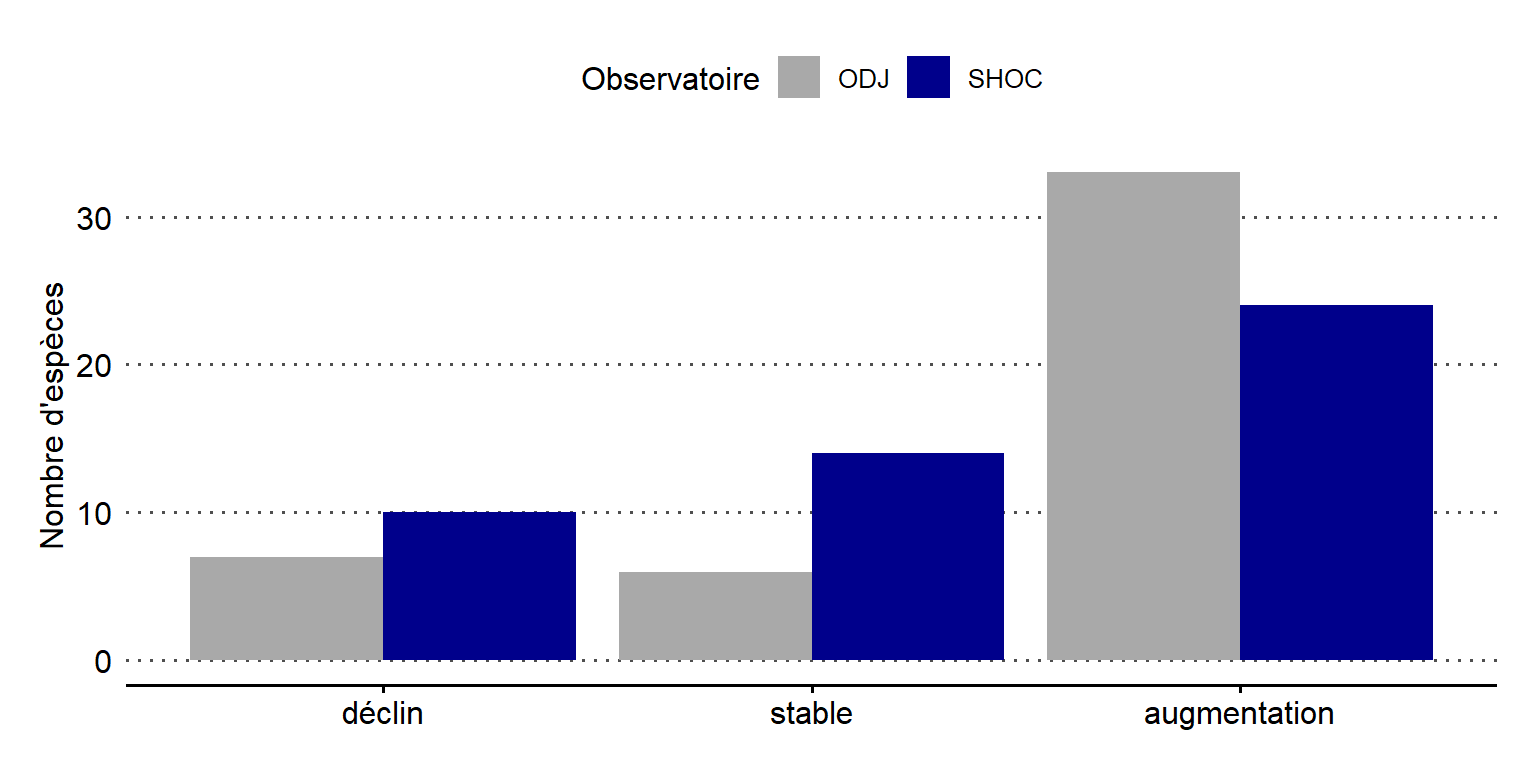 Observatoire ODJ SHOC
Nombre d'espèces
30
20
10
0
déclin stable augmentation